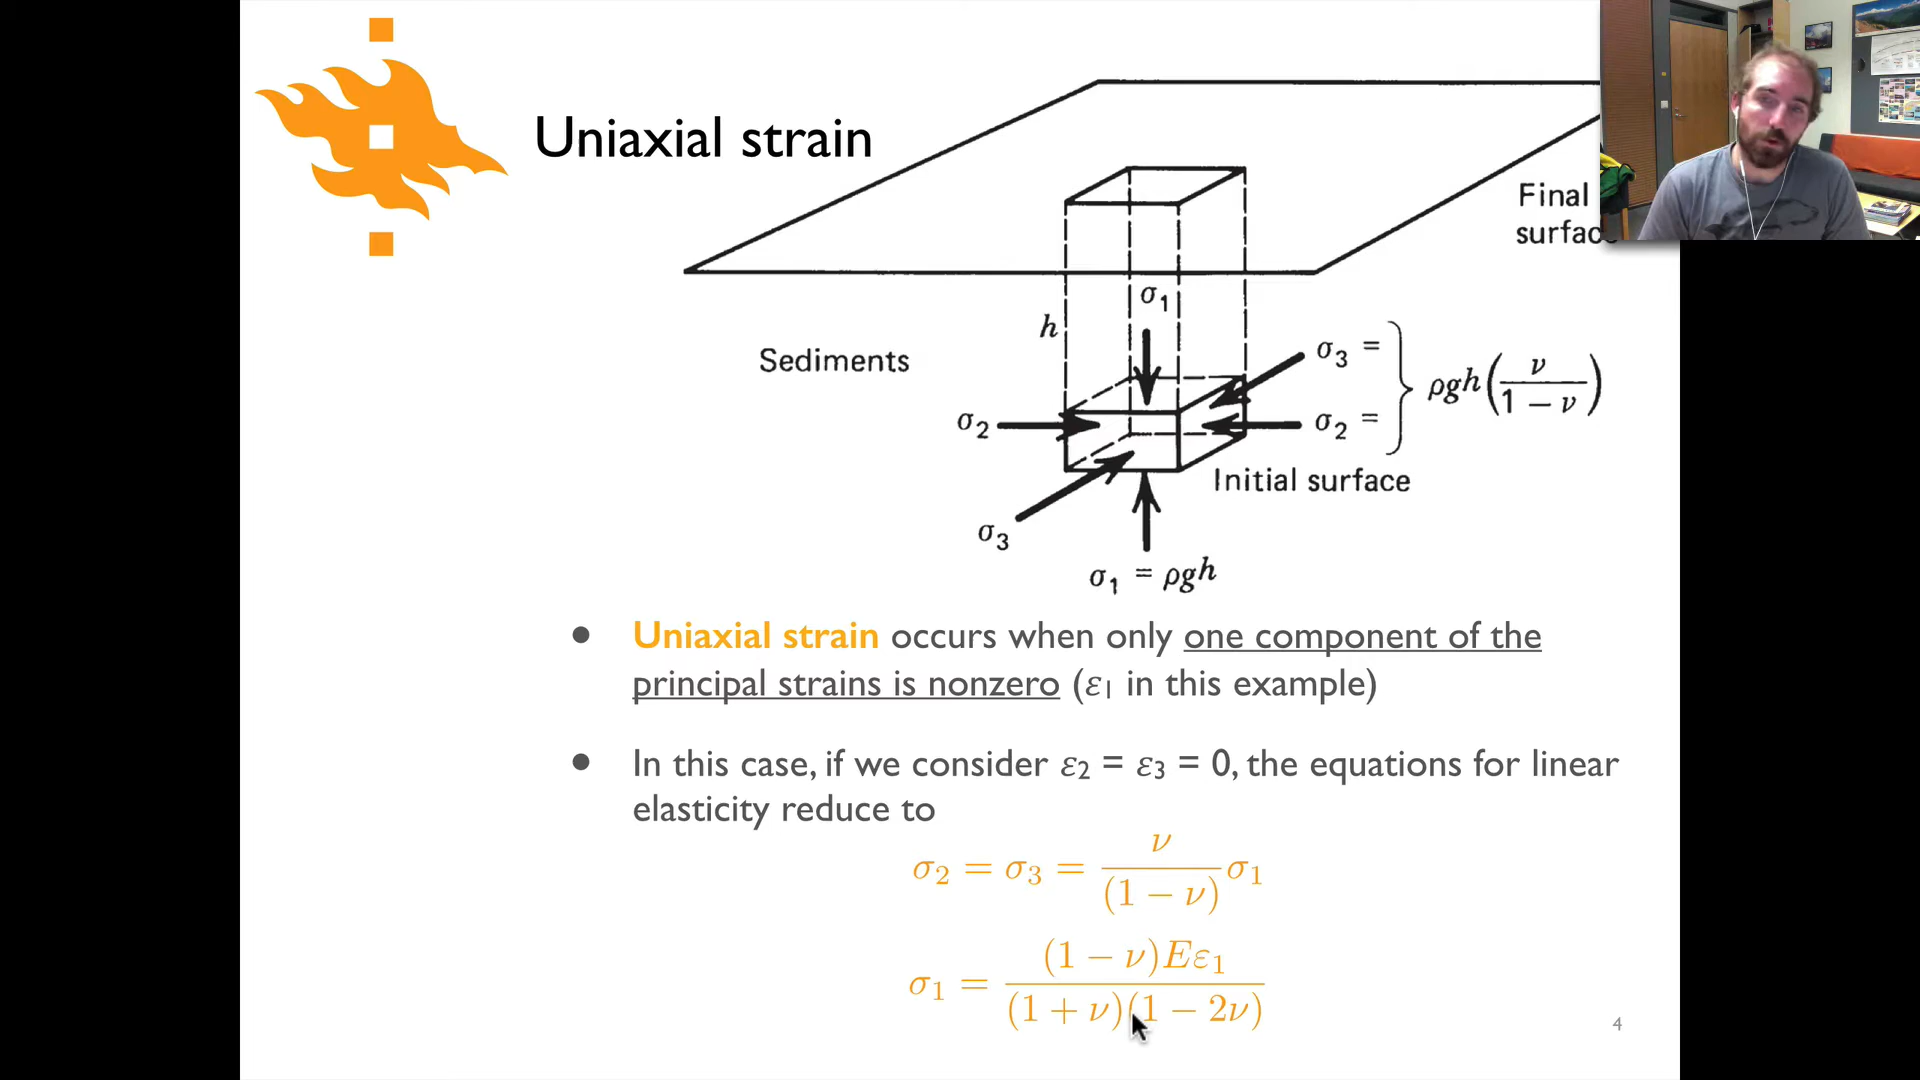 Uniaxial strain
Final
surface
σ1
h
Sediments
σ3 =
σ2
σ2 =
ρgh(ν/(1 − ν))
Initial surface
σ3
σ1 = ρgh
• Uniaxial strain occurs when only one component of the
principal strains is nonzero (ε1 in this example)
• In this case, if we consider ε2 = ε3 = 0, the equations for linear
elasticity reduce to
σ2 = σ3 = ν/(1 − ν) σ1
σ1 = (1 − ν)Eε1/(1 + ν)(1 − 2ν)
4